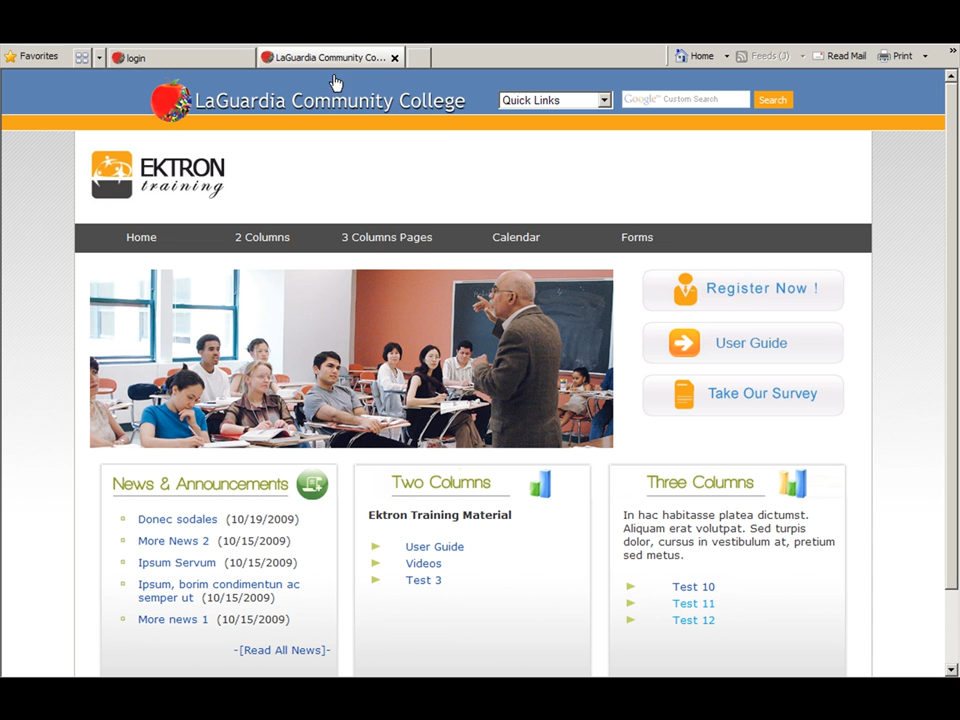 Favorites
login
LaGuardia Community Co...
Home
Feeds (J)
Read Mail
Print
LaGuardia Community College
Quick Links
Google™ Custom Search
Search
EKTRON
training
Home
2 Columns
3 Columns Pages
Calendar
Forms
Register Now !
User Guide
Take Our Survey
News & Announcements
Donec sodales (10/19/2009)
More News 2 (10/15/2009)
Ipsum Servum (10/15/2009)
Ipsum, borim condimentun ac
semper ut (10/15/2009)
More news 1 (10/15/2009)
-[Read All News]-
Two Columns
Ektron Training Material
User Guide
Videos
Test 3
Three Columns
In hac habitasse platea dictumst.
Aliquam erat volutpat. Sed turpis
dolor, cursus in vestibulum at, pretium
sed metus.
Test 10
Test 11
Test 12